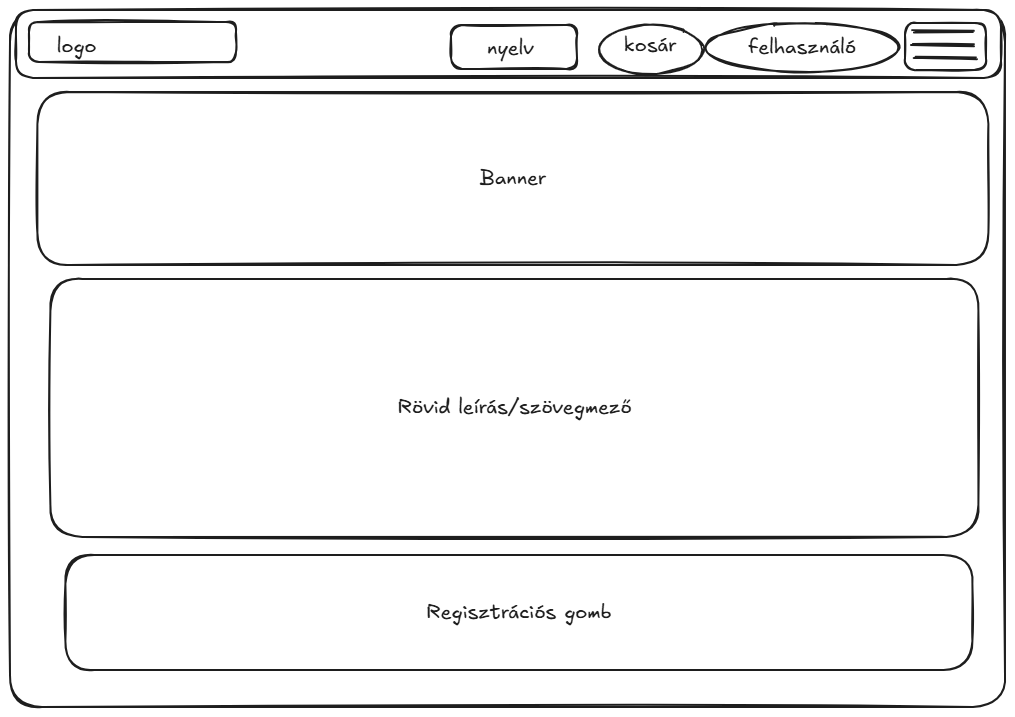 logo
nyelv
kosár
felhasználó
Banner
Rövid leírás/szövegmező
Regisztrációs gomb